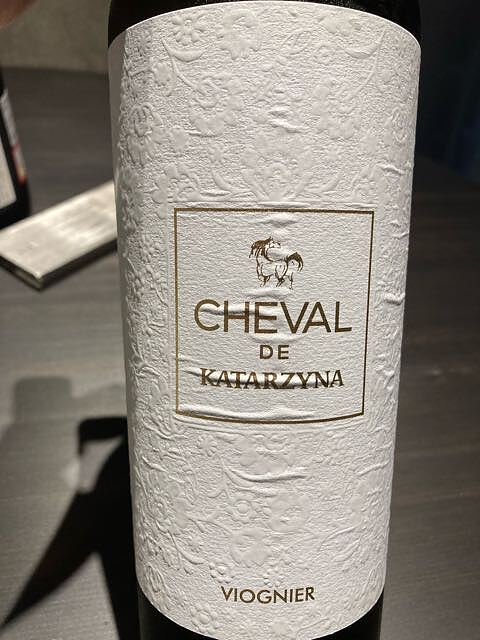 CHEVAL
DE
KATARZYNA
VIOGNIER